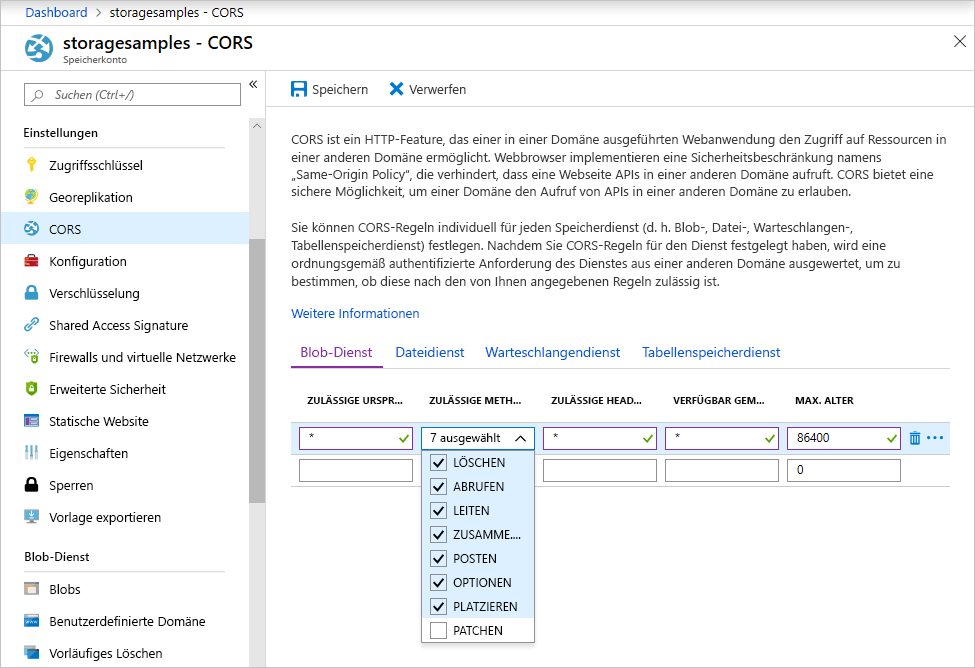 Dashboard > storagesamples - CORS
storagesamples - CORS
Speicherkonto
Suchen (Ctrl+/)
«
Einstellungen
Zugriffsschlüssel
Georeplikation
CORS
Konfiguration
Verschlüsselung
Shared Access Signature
Firewalls und virtuelle Netzwerke
Erweiterte Sicherheit
Statische Website
Eigenschaften
Sperren
Vorlage exportieren
Blob-Dienst
Blobs
Benutzerdefinierte Domäne
Vorläufiges Löschen
Speichern Verwerfen
CORS ist ein HTTP-Feature, das einer in einer Domäne ausgeführten Webanwendung den Zugriff auf Ressourcen in
einer anderen Domäne ermöglicht. Webbrowser implementieren eine Sicherheitsbeschränkung namens
„Same-Origin Policy“, die verhindert, dass eine Webseite APIs in einer anderen Domäne aufruft. CORS bietet eine
sichere Möglichkeit, um einer Domäne den Aufruf von APIs in einer anderen Domäne zu erlauben.
Sie können CORS-Regeln individuell für jeden Speicherdienst (d. h. Blob-, Datei-, Warteschlangen-,
Tabellenspeicherdienst) festlegen. Nachdem Sie CORS-Regeln für den Dienst festgelegt haben, wird eine
ordnungsgemäß authentifizierte Anforderung des Dienstes aus einer anderen Domäne ausgewertet, um zu
bestimmen, ob diese nach den von Ihnen angegebenen Regeln zulässig ist.
Weitere Informationen
Blob-Dienst Dateidienst Warteschlangendienst Tabellenspeicherdienst
ZULÄSSIGE URSPR... ZULÄSSIGE METH... ZULÄSSIGE HEAD... VERFÜGBAR GEM... MAX. ALTER
* 7 ausgewählt * * 86400
0
LÖSCHEN
ABRUFEN
LEITEN
ZUSAMME....
POSTEN
OPTIONEN
PLATZIEREN
PATCHEN